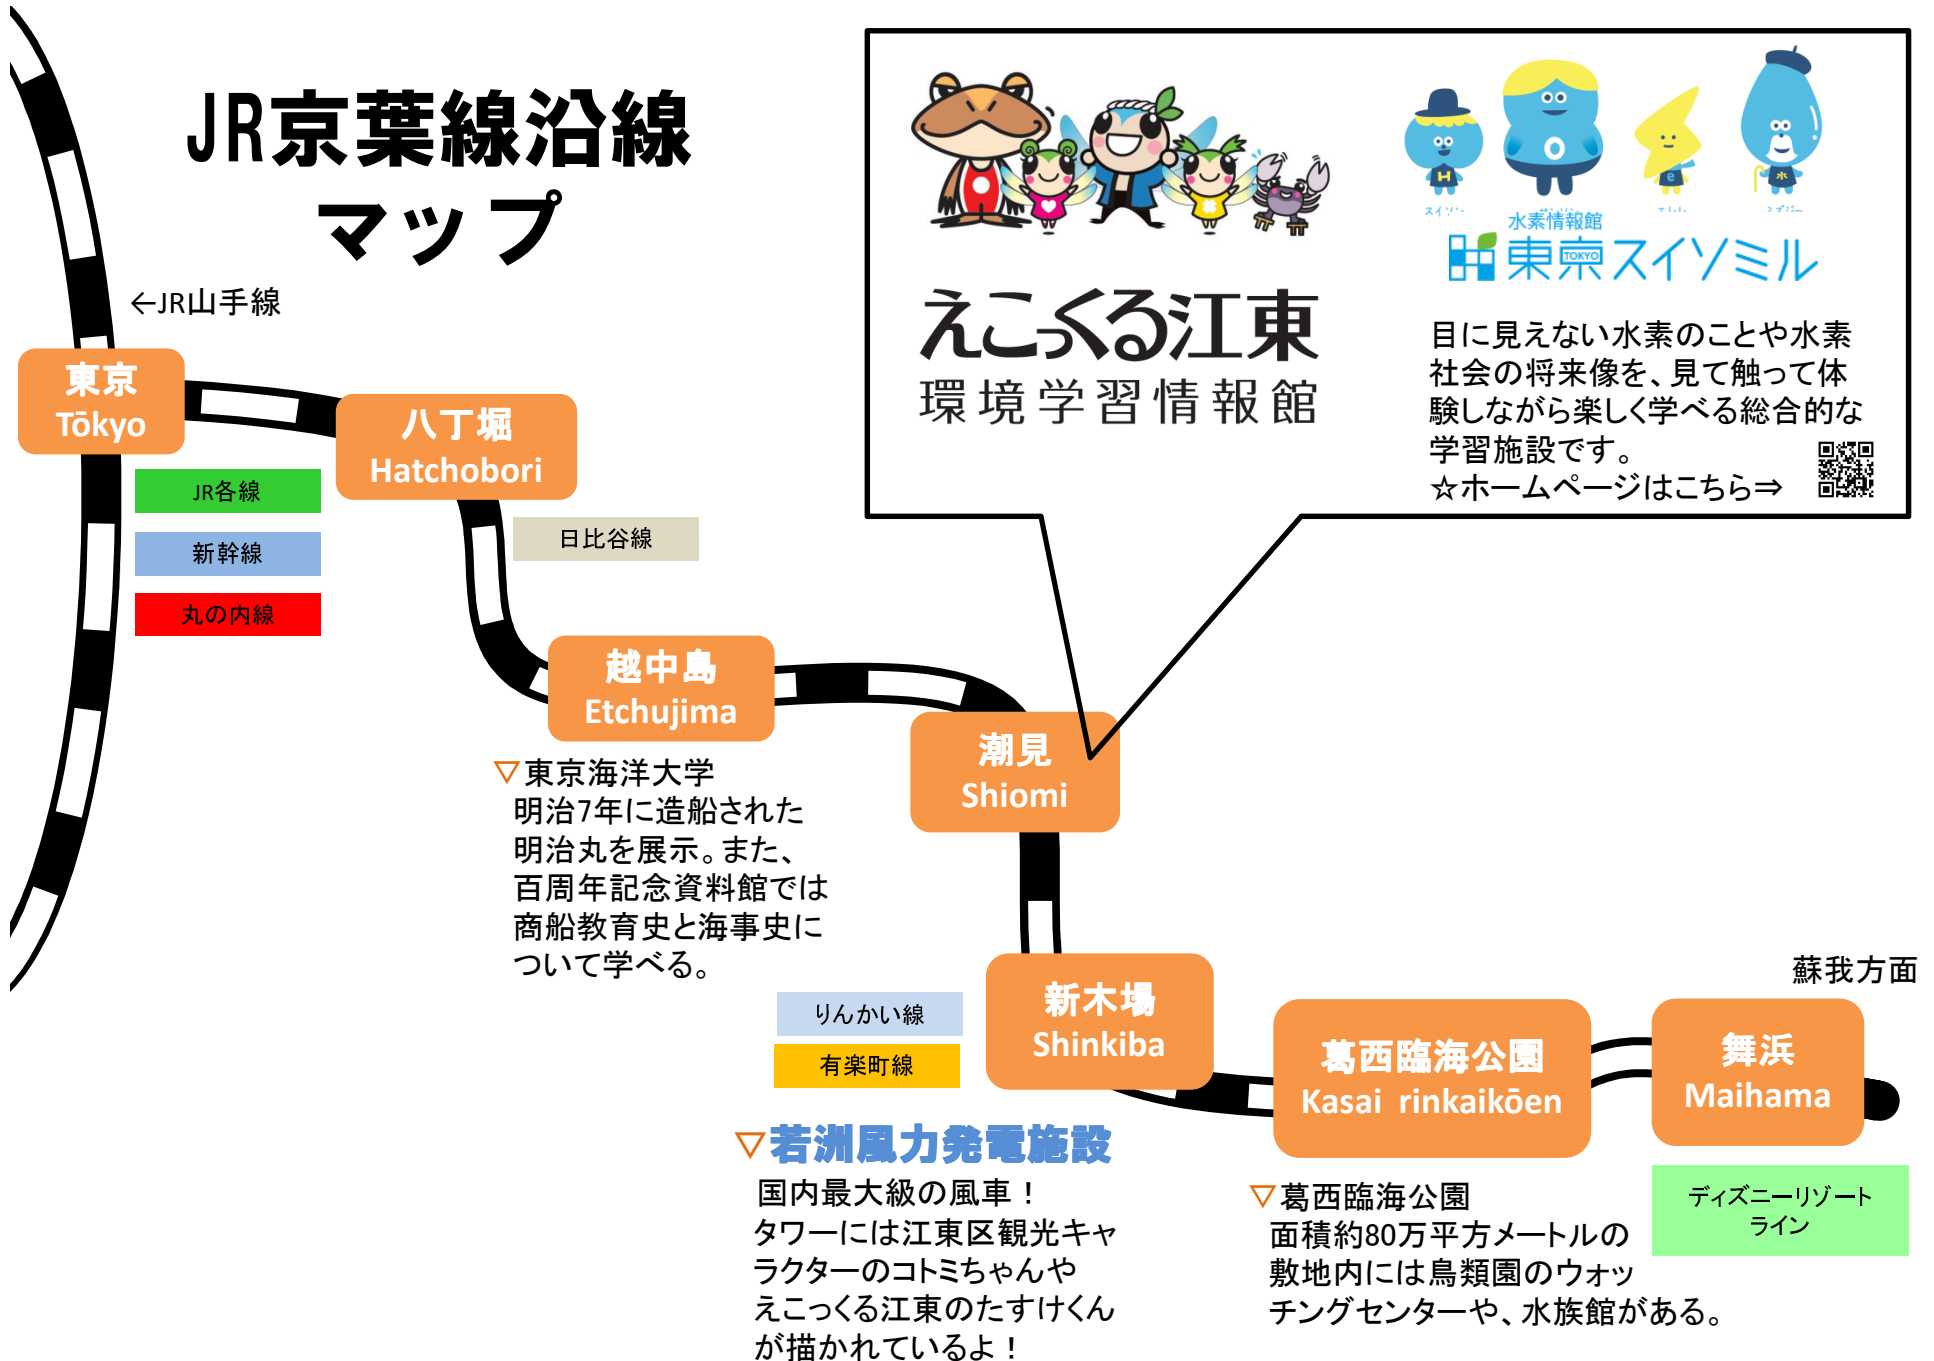 JR京葉線沿線
マップ
←JR山手線
東京
Tōkyo
JR各線
新幹線
丸の内線
八丁堀
Hatchobori
日比谷線
越中島
Etchujima
▽東京海洋大学
明治7年に造船された
明治丸を展示。また、
百周年記念資料館では
商船教育史と海事史に
ついて学べる。
えこっくる江東
環境学習情報館
H
e
水
スイソン
エレレ
ミズジー
水素情報館
東京スイソミル
TOKYO
目に見えない水素のことや水素
社会の将来像を、見て触って体
験しながら楽しく学べる総合的な
学習施設です。
☆ホームページはこちら⇒
潮見
Shiomi
新木場
Shinkiba
りんかい線
有楽町線
▽若洲風力発電施設
国内最大級の風車！
タワーには江東区観光キャ
ラクターのコトミちゃんや
えこっくる江東のたすけくん
が描かれているよ！
葛西臨海公園
Kasai rinkaikōen
▽葛西臨海公園
面積約80万平方メートルの
敷地内には鳥類園のウォッ
チングセンターや、水族館がある。
蘇我方面
舞浜
Maihama
ディズニーリゾート
ライン